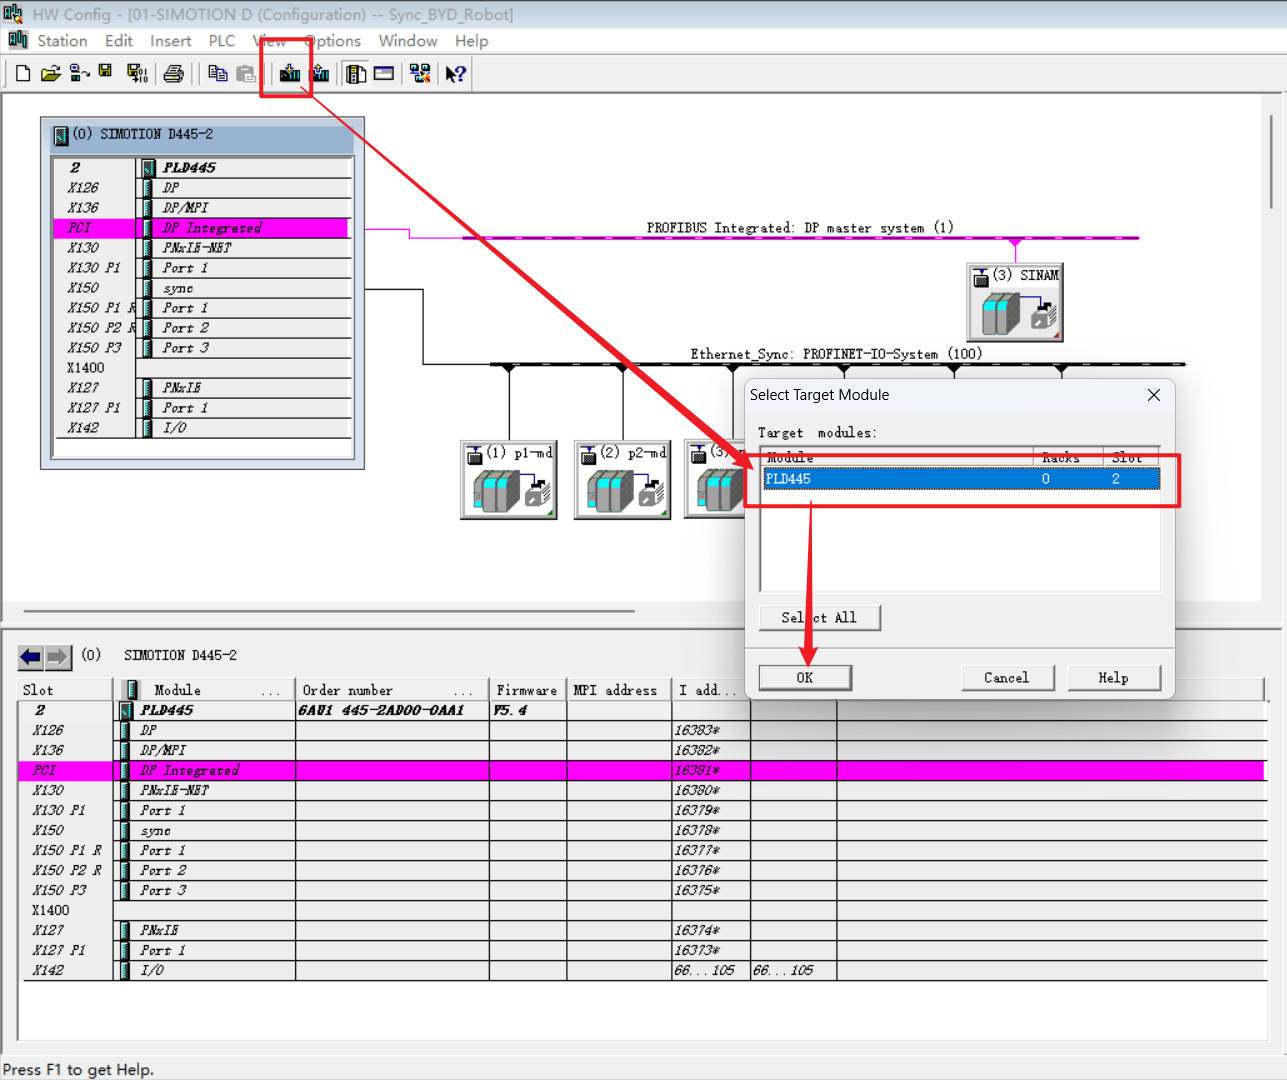 HW Config - [01-SIMOTION D (Configuration) -- Sync_BYD_Robot]
Station Edit Insert PLC View Options Window Help
(0) SIMOTION D445-2
2 PLD445
X126 DP
X136 DP/MPI
PCI DP Integrated
X130 PNxIE-NET
X130 P1 Port 1
X150 sync
X150 P1 R Port 1
X150 P2 R Port 2
X150 P3 Port 3
X1400
X127 PNxIE
X127 P1 Port 1
X142 I/O
PROFIBUS Integrated: DP master system (1)
(3) SINAM
Ethernet_Sync: PROFINET-IO-System (100)
(1) p1-md
(2) p2-md
(3)
Select Target Module
Target modules:
Module Racks Slot
PLD445 0 2
Select All
OK Cancel Help
(0) SIMOTION D445-2
Slot Module ... Order number ... Firmware MPI address I add...
2 PLD445 6AU1 445-2AD00-0AA1 V5.4
X126 DP 16383*
X136 DP/MPI 16382*
PCI DP Integrated 16381*
X130 PNxIE-NET 16380*
X130 P1 Port 1 16379*
X150 sync 16378*
X150 P1 R Port 1 16377*
X150 P2 R Port 2 16376*
X150 P3 Port 3 16375*
X1400
X127 PNxIE 16374*
X127 P1 Port 1 16373*
X142 I/O 66...105 66...105
Press F1 to get Help.